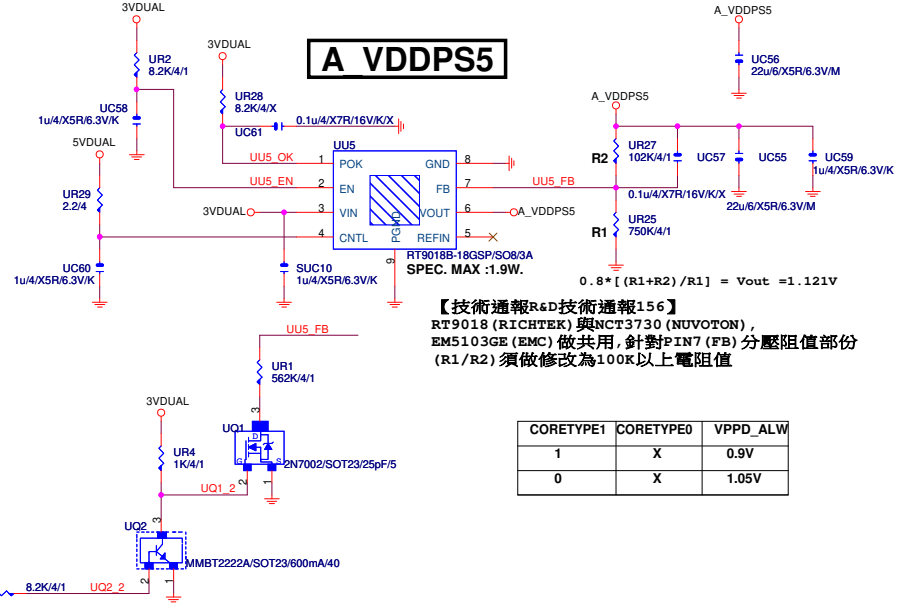 3VDUAL
UR2
8.2K/4/1
UC58
1u/4/X5R/6.3V/K
5VDUAL
UR29
2.2/4
UC60
1u/4/X5R/6.3V/K
3VDUAL
UR28
8.2K/4/X
UC61
0.1u/4/X7R/16V/K/X
A_VDDPS5
UU5
UU5_OK
1
POK
GND
8
UU5_EN
2
EN
FB
7
UU5_FB
3VDUAL
3
VIN
VOUT
6
A_VDDPS5
4
CNTL
REFIN
5
PGND
9
RT9018B-18GSP/SO8/3A
SPEC. MAX :1.9W.
SUC10
1u/4/X5R/6.3V/K
A_VDDPS5
UC56
22u/6/X5R/6.3V/M
A_VDDPS5
R2
UR27
102K/4/1
UC57
UC55
UC59
1u/4/X5R/6.3V/K
0.1u/4/X7R/16V/K/X
22u/6/X5R/6.3V/M
R1
UR25
750K/4/1
0.8*[(R1+R2)/R1] = Vout =1.121V
【技術通報R&D技術通報156】
RT9018(RICHTEK)與NCT3730(NUVOTON),
EM5103GE(EMC)做共用,針對PIN7(FB)分壓阻值部份
(R1/R2)須做修改為100K以上電阻值
UU5_FB
UR1
562K/4/1
3
UQ1
D
G
S
2N7002/SOT23/25pF/5
2
1
3VDUAL
UR4
1K/4/1
UQ1_2
3
UQ2
MMBT2222A/SOT23/600mA/40
2
1
8.2K/4/1
UQ2_2
CORETYPE1 CORETYPE0 VPPD_ALW
1 X 0.9V
0 X 1.05V